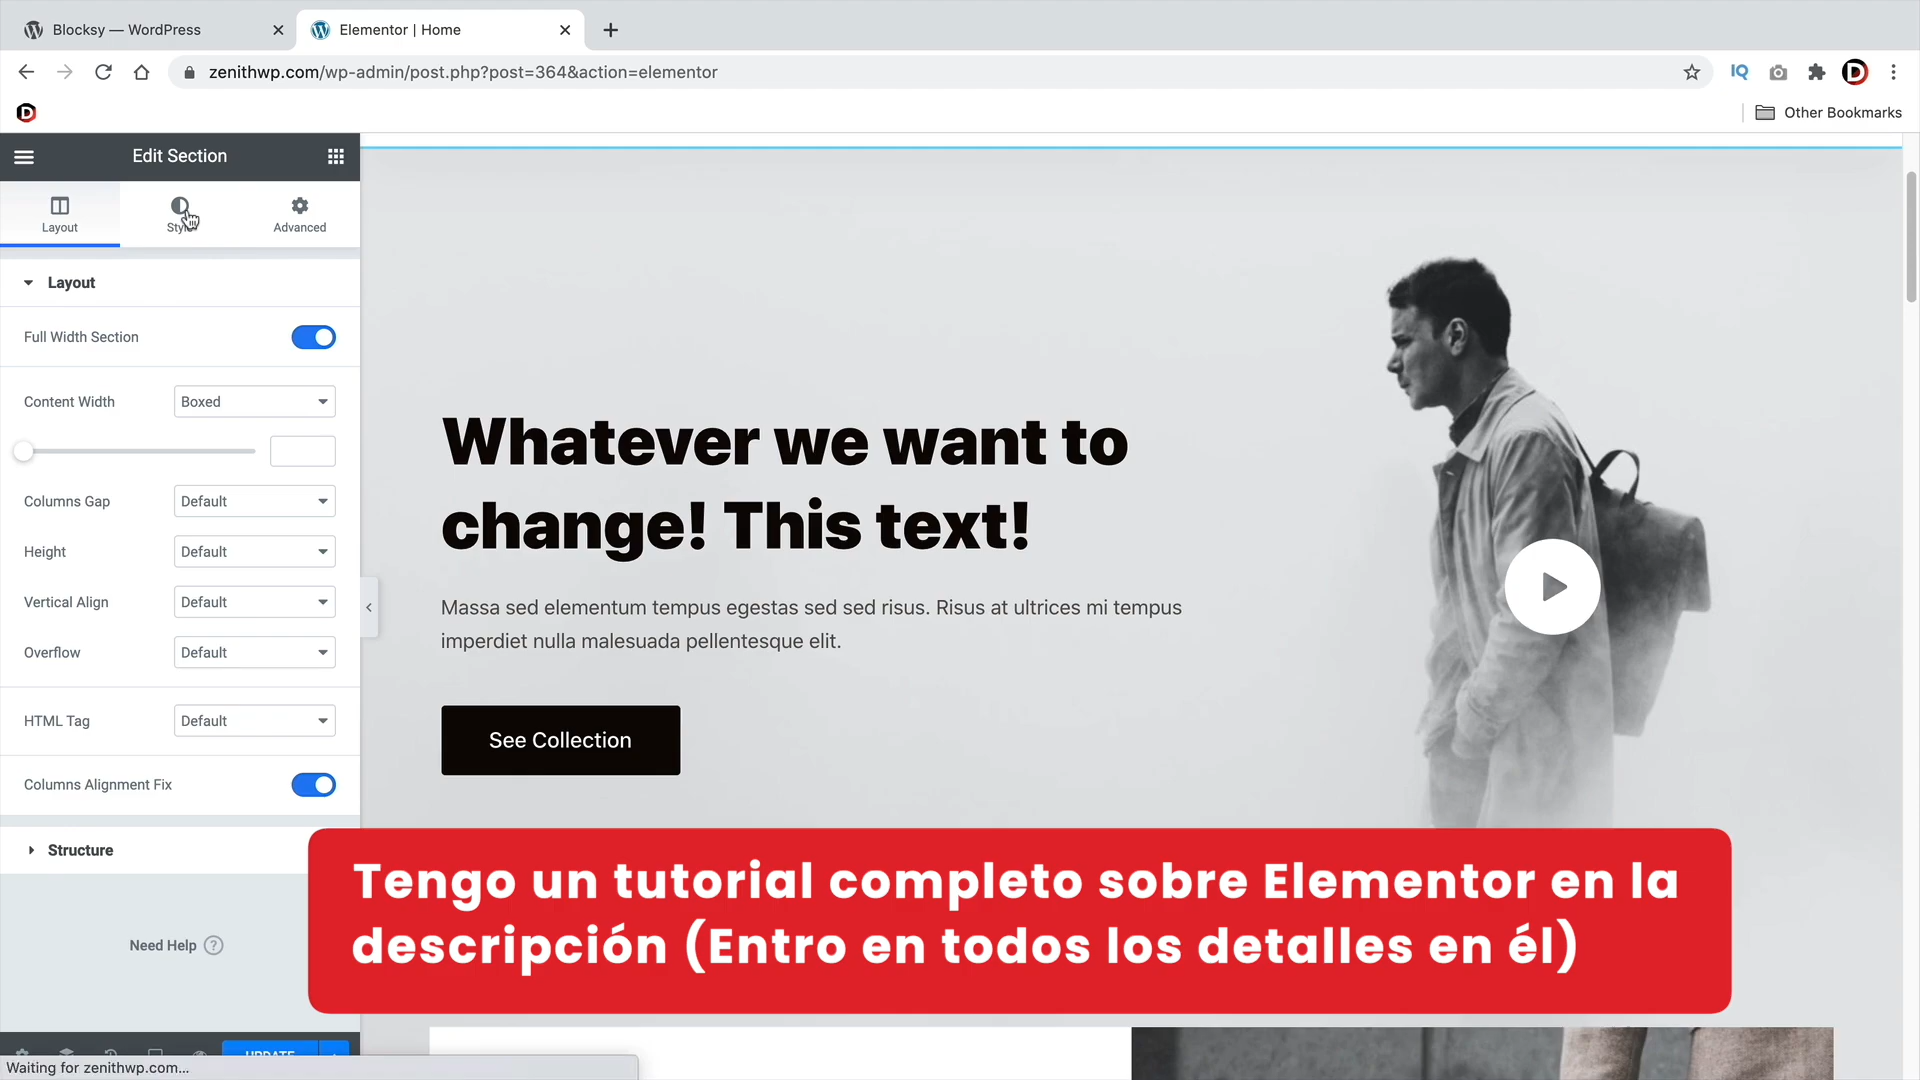 Blocksy — WordPress
Elementor | Home
zenithwp.com/wp-admin/post.php?post=364&action=elementor
IQ
D
D
Other Bookmarks
Edit Section
Layout
Advanced
Layout
Full Width Section
Content Width
Boxed
Columns Gap
Default
Height
Default
Vertical Align
Default
Overflow
Default
HTML Tag
Default
Columns Alignment Fix
Structure
Need Help ?
UPDATE
Waiting for zenithwp.com...
Whatever we want to
change! This text!
Massa sed elementum tempus egestas sed sed risus. Risus at ultrices mi tempus
imperdiet nulla malesuada pellentesque elit.
See Collection
Tengo un tutorial completo sobre Elementor en la
descripción (Entro en todos los detalles en él)